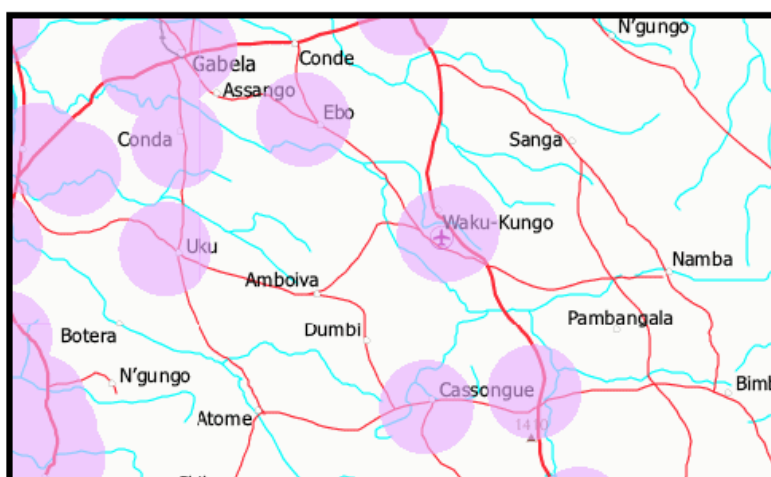 N'gungo
Conde
Gabela
Assango
Ebo
Conda
Sanga
Waku-Kungo
Uku
Namba
Amboiva
Pambangala
Dumbi
Botera
N'gungo
Cassongue
Bimb
Atome
1410